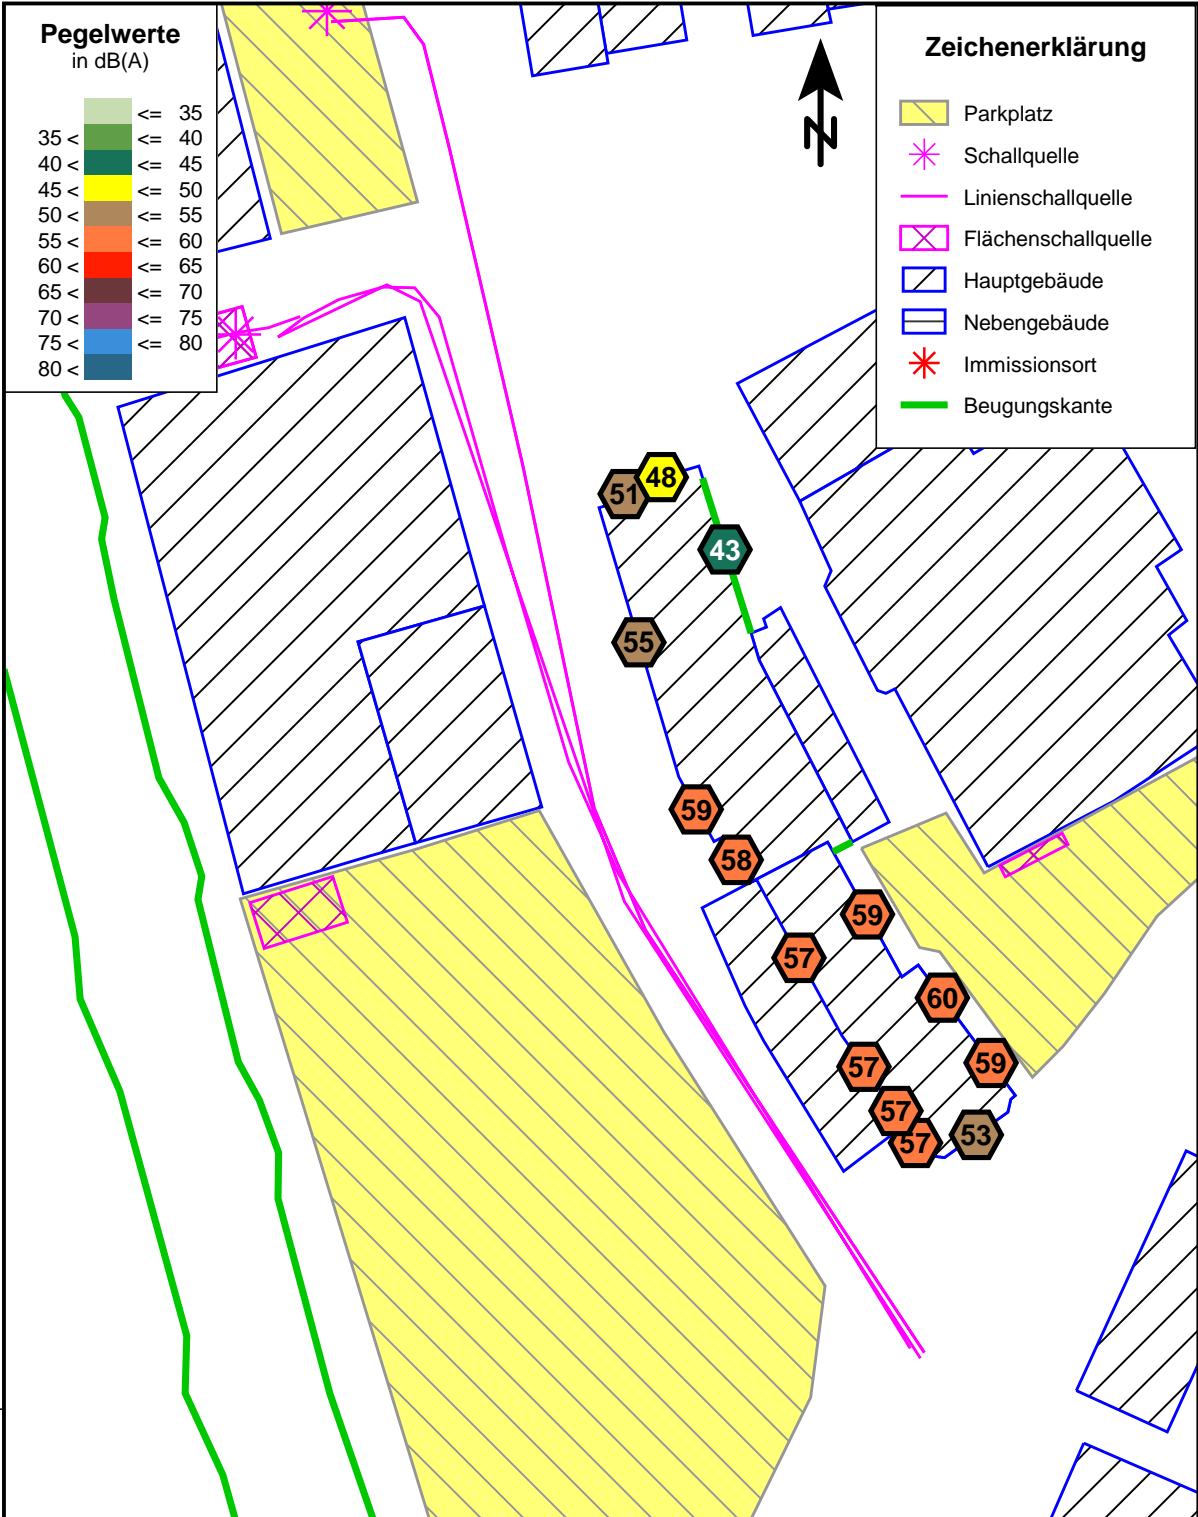 Pegelwerte
in dB(A)
<= 35
35 < <= 40
40 < <= 45
45 < <= 50
50 < <= 55
55 < <= 60
60 < <= 65
65 < <= 70
70 < <= 75
75 < <= 80
80 <
N
Zeichenerklärung
Parkplatz
Schallquelle
Linienschallquelle
Flächenschallquelle
Hauptgebäude
Nebengebäude
Immissionsort
Beugungskante
51
48
43
55
59
58
59
57
60
57
59
57
57
53